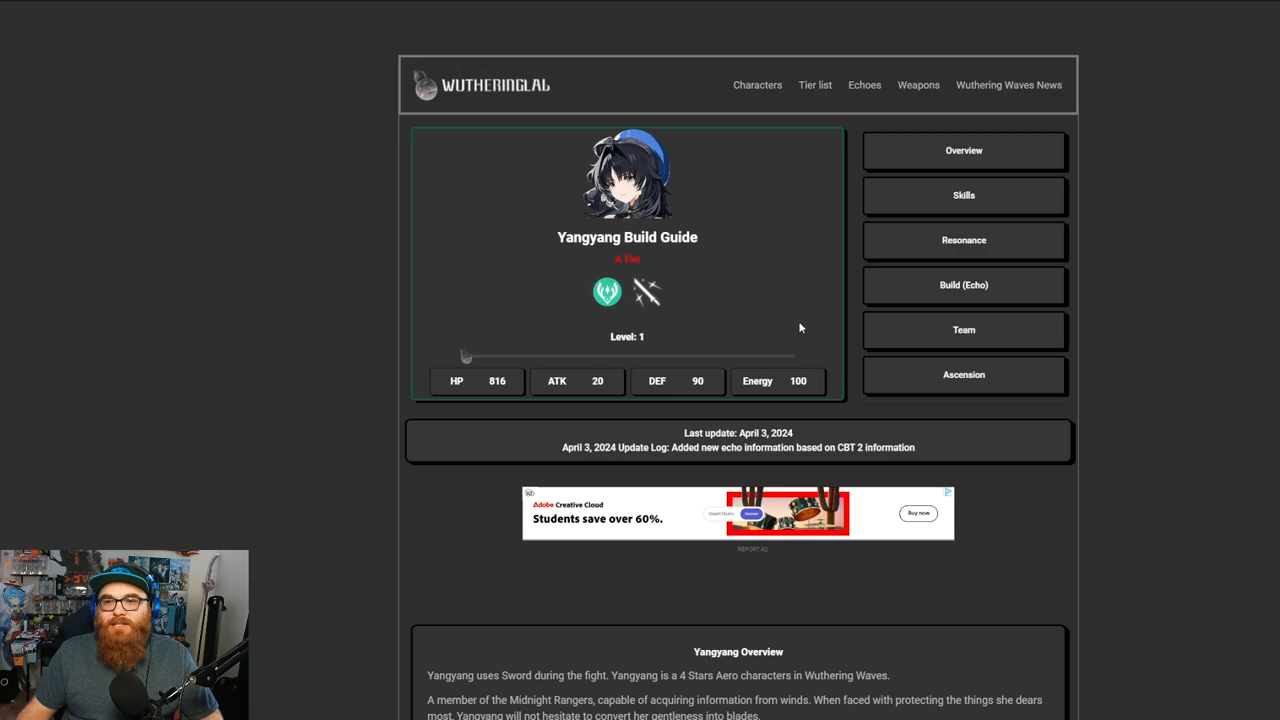 WUTHERINGLAB
Characters
Tier list
Echoes
Weapons
Wuthering Waves News
Yangyang Build Guide
A Tier
Level: 1
HP 816
ATK 20
DEF 90
Energy 100
Overview
Skills
Resonance
Build (Echo)
Team
Ascension
Last update: April 3, 2024
April 3, 2024 Update Log: Added new echo information based on CBT 2 information
Adobe Creative Cloud
Students save over 60%.
Desert Drums
Generate
Buy now
REPORT AD
Yangyang Overview
Yangyang uses Sword during the fight. Yangyang is a 4 Stars Aero characters in Wuthering Waves.
A member of the Midnight Rangers, capable of acquiring information from winds. When faced with protecting the things she dears
most, Yangyang will not hesitate to convert her gentleness into blades.